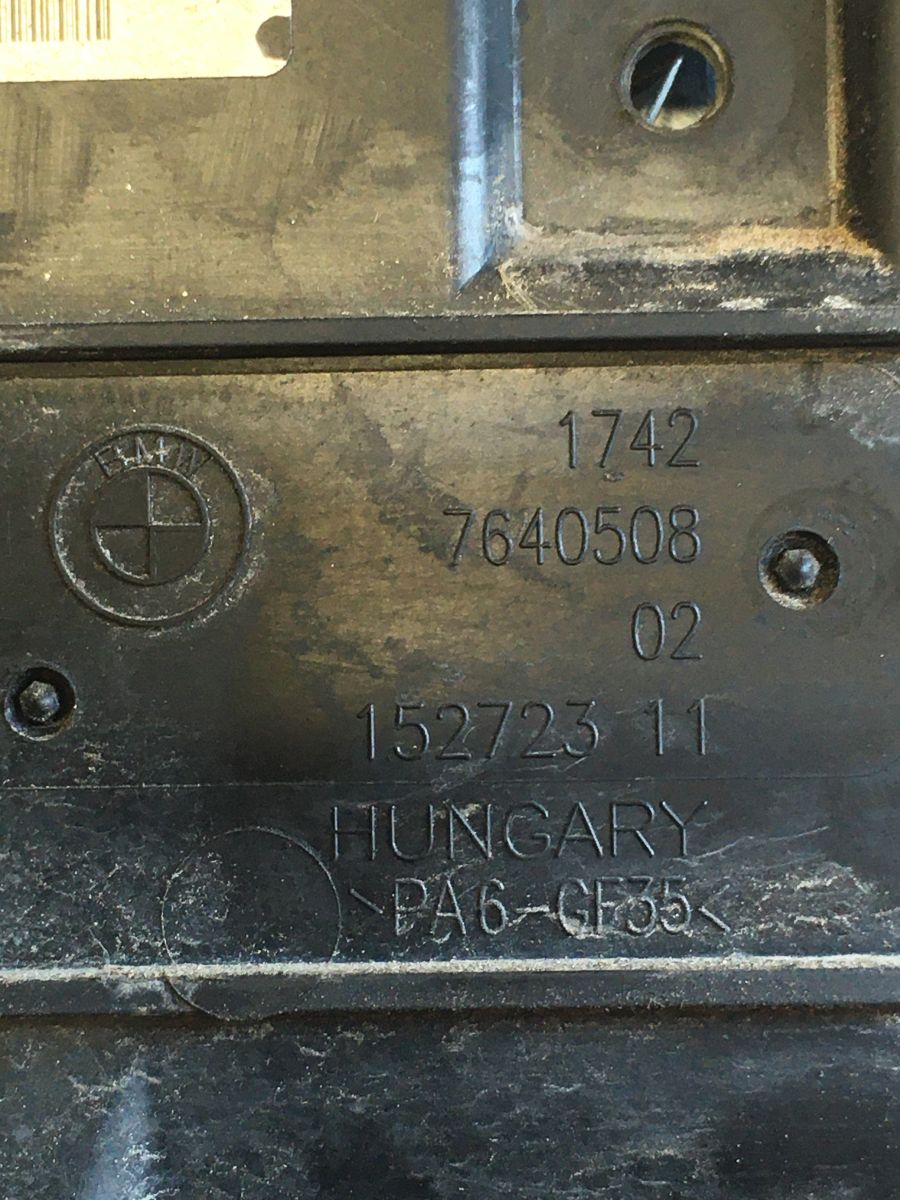 BMW
1742
7640508
02
152723 11
HUNGARY
>PA6-GF35<